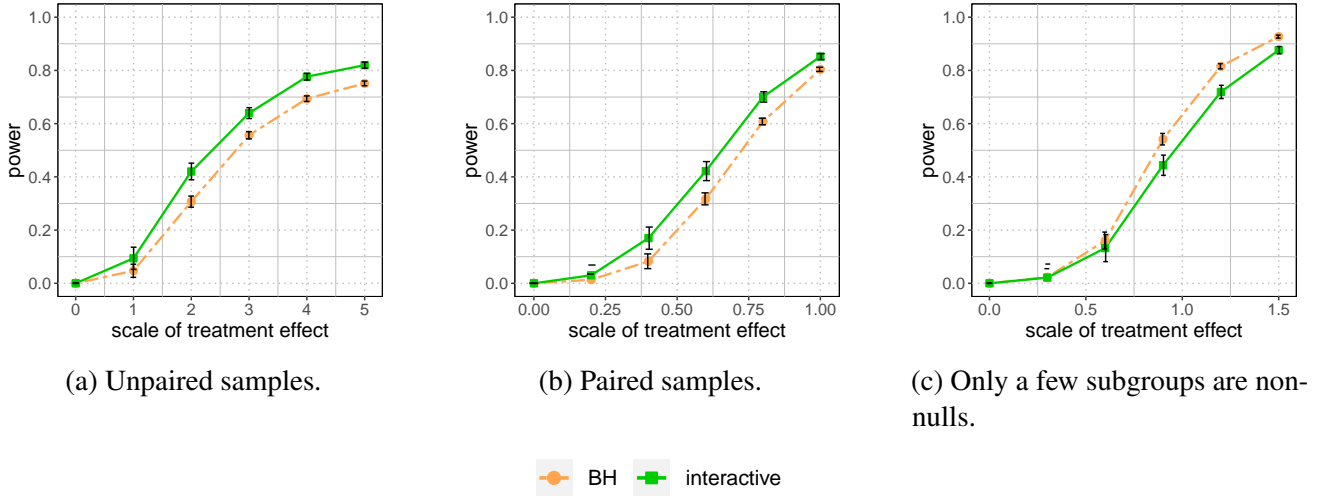 1.0
0.8
0.6
0.4
0.2
0.0
power
0 1 2 3 4 5
scale of treatment effect
(a) Unpaired samples.
1.0
0.8
0.6
0.4
0.2
0.0
power
0.00 0.25 0.50 0.75 1.00
scale of treatment effect
(b) Paired samples.
1.0
0.8
0.6
0.4
0.2
0.0
power
0.0 0.5 1.0 1.5
scale of treatment effect
(c) Only a few subgroups are non-
nulls.
BH interactive